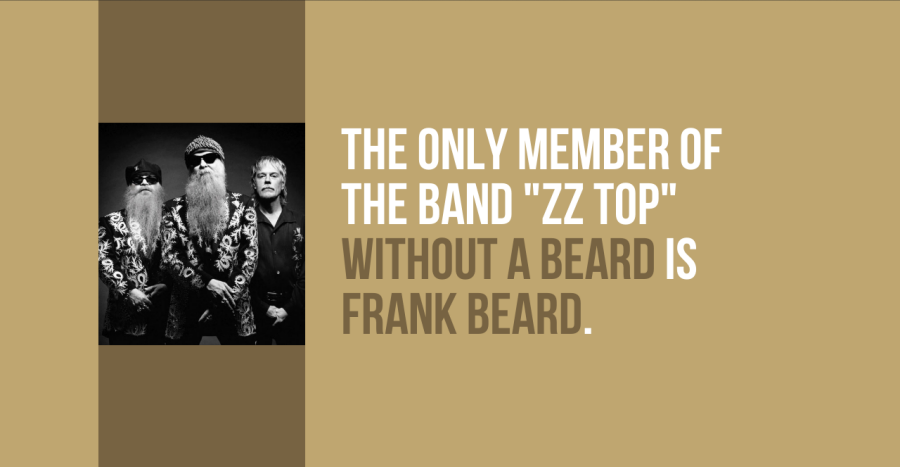 THE ONLY MEMBER OF
THE BAND "ZZ TOP"
WITHOUT A BEARD IS
FRANK BEARD.